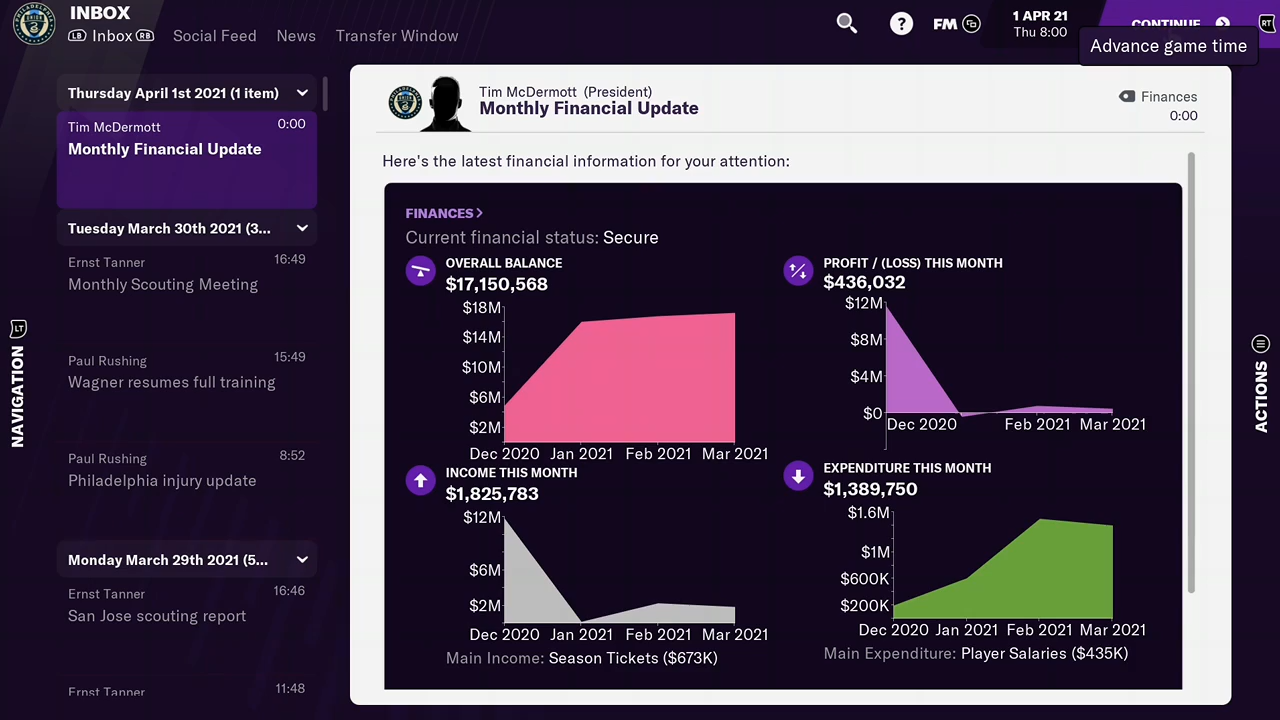 INBOX
LB Inbox RB
Social Feed
News
Transfer Window
FM
1 APR 21
Thu 8:00
CONTINUE
RT
Advance game time
Thursday April 1st 2021 (1 item)
Tim McDermott
0:00
Monthly Financial Update
Tuesday March 30th 2021 (3...
Ernst Tanner
16:49
Monthly Scouting Meeting
Paul Rushing
15:49
Wagner resumes full training
Paul Rushing
8:52
Philadelphia injury update
Monday March 29th 2021 (5...
Ernst Tanner
16:46
San Jose scouting report
Ernst Tanner
11:48
LT
NAVIGATION
Tim McDermott (President)
Monthly Financial Update
Finances
0:00
Here's the latest financial information for your attention:
FINANCES >
Current financial status: Secure
OVERALL BALANCE
$17,150,568
$18M
$14M
$10M
$6M
$2M
Dec 2020 Jan 2021 Feb 2021 Mar 2021
PROFIT / (LOSS) THIS MONTH
$436,032
$12M
$8M
$4M
$0
Dec 2020 Feb 2021 Mar 2021
INCOME THIS MONTH
$1,825,783
$12M
$6M
$2M
Dec 2020 Jan 2021 Feb 2021 Mar 2021
Main Income: Season Tickets ($673K)
EXPENDITURE THIS MONTH
$1,389,750
$1.6M
$1M
$600K
$200K
Dec 2020 Jan 2021 Feb 2021 Mar 2021
Main Expenditure: Player Salaries ($435K)
ACTIONS